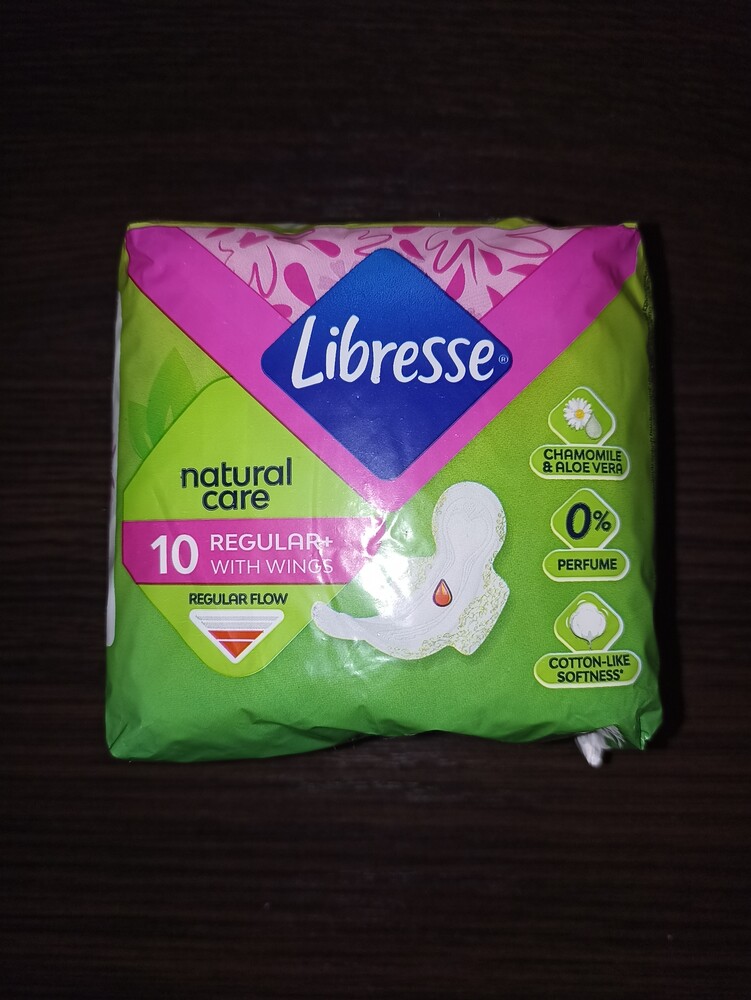 Libresse®
natural
care
10 REGULAR+
WITH WINGS
REGULAR FLOW
CHAMOMILE
& ALOE VERA
0%
PERFUME
COTTON-LIKE
SOFTNESS*